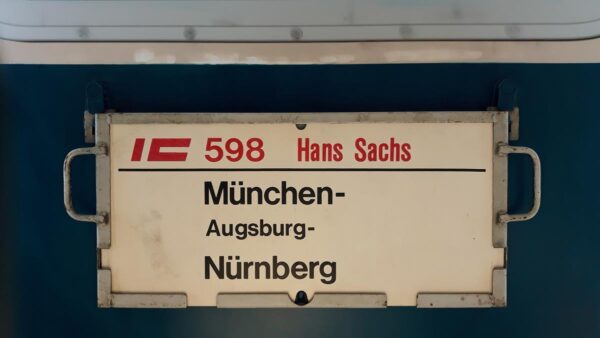 IC 598 Hans Sachs
München-
Augsburg-
Nürnberg